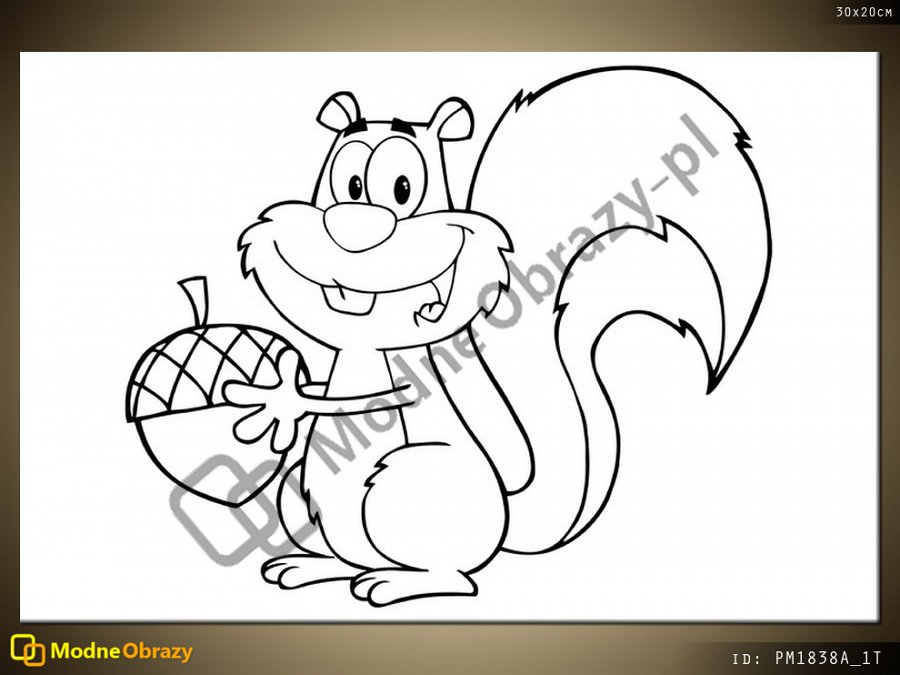 30x20cm
ModneObrazy-pl
ModneObrazy
ID: PM1838A_1T